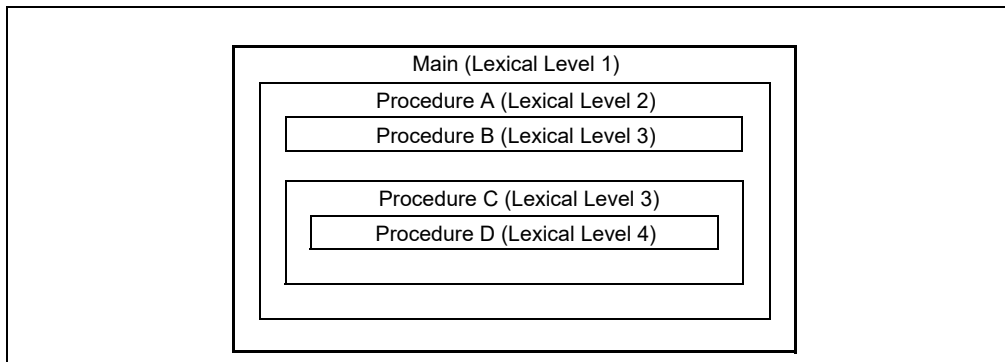 Main (Lexical Level 1)
Procedure A (Lexical Level 2)
Procedure B (Lexical Level 3)
Procedure C (Lexical Level 3)
Procedure D (Lexical Level 4)